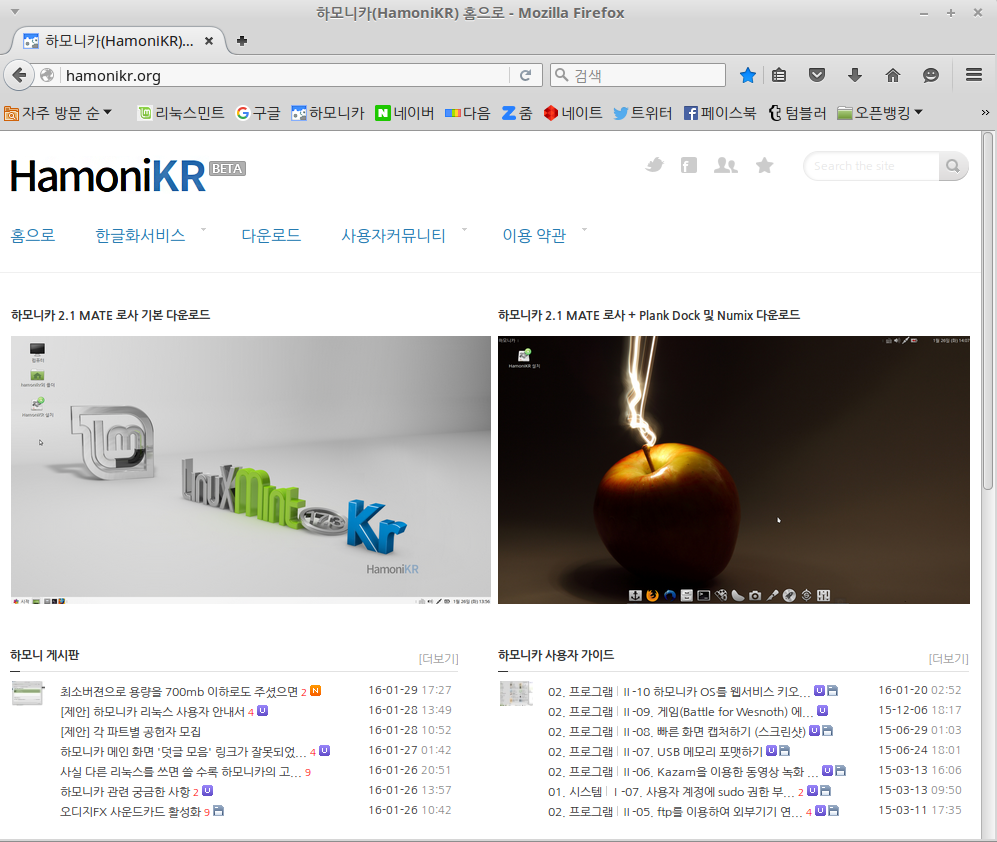 하모니카(HamoniKR) 홈으로 - Mozilla Firefox
하모니카(HamoniKR)...
hamonikr.org
검색
자주 방문 순
리눅스민트
구글
하모니카
네이버
다음
줌
네이트
트위터
페이스북
텀블러
오픈뱅킹
HamoniKR BETA
Search the site
홈으로
한글화서비스
다운로드
사용자커뮤니티
이용 약관
하모니카 2.1 MATE 로사 기본 다운로드
하모니카 2.1 MATE 로사 + Plank Dock 및 Numix 다운로드
LinuxMint 17.3 Kr
HamoniKR
하모니 게시판 [더보기]
최소버젼으로 용량을 700mb 이하로도 주셨으면 2 N 16-01-29 17:27
[제안] 하모니카 리눅스 사용자 안내서 4 U 16-01-28 13:49
[제안] 각 파트별 공헌자 모집 16-01-28 10:52
하모니카 메인 화면 '덧글 모음' 링크가 잘못되었... 4 U 16-01-27 01:42
사실 다른 리눅스를 쓰면 쓸 수록 하모니카의 고... 9 16-01-26 20:51
하모니카 관련 궁금한 사항 2 U 16-01-26 13:57
오디지FX 사운드카드 활성화 9 16-01-26 10:42
하모니카 사용자 가이드 [더보기]
02. 프로그램 | II-10 하모니카 OS를 웹서비스 키오... U 16-01-20 02:52
02. 프로그램 | II-09. 게임(Battle for Wesnoth) 에... U 15-12-06 18:17
02. 프로그램 | II-08. 빠른 화면 캡처하기 (스크린샷) U 15-06-29 01:03
02. 프로그램 | II-07. USB 메모리 포맷하기 U 15-06-24 18:01
02. 프로그램 | II-06. Kazam을 이용한 동영상 녹화 ... U 15-03-13 16:06
01. 시스템 | I-07. 사용자 계정에 sudo 권한 부... 2 U 15-03-13 09:50
02. 프로그램 | II-05. ftp를 이용하여 외부기기 연... 4 U 15-03-11 17:35